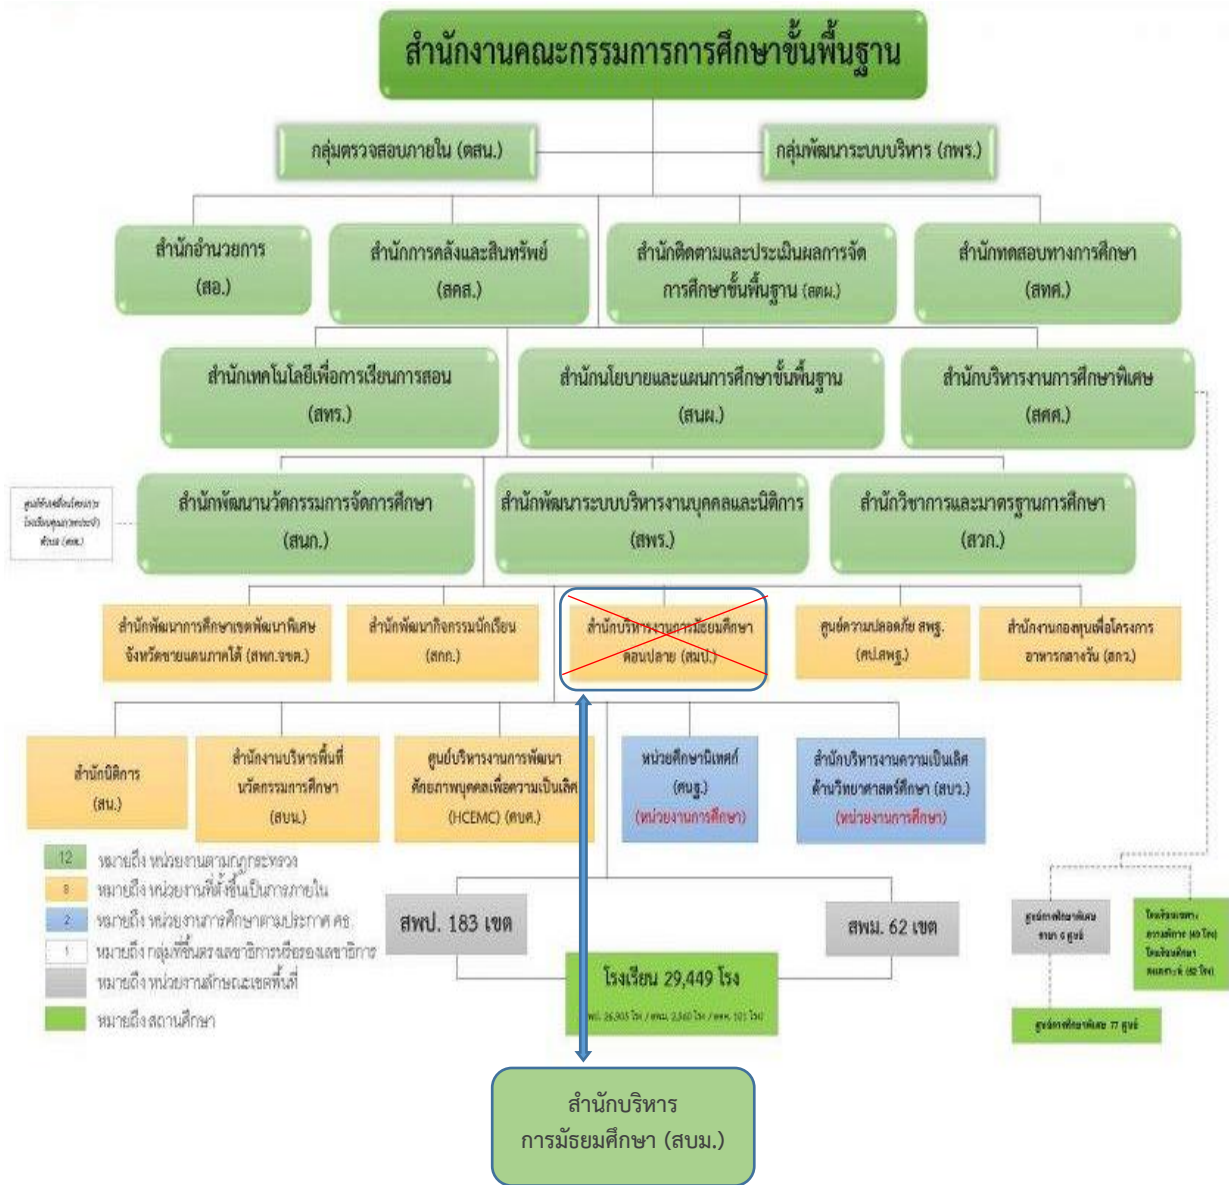 สำนักงานคณะกรรมการการศึกษาขั้นพื้นฐาน
กลุ่มตรวจสอบภายใน (ตสน.)
กลุ่มพัฒนาระบบบริหาร (กพร.)
สำนักอำนวยการ
(สอ.)
สำนักการคลังและสินทรัพย์
(สคส.)
สำนักติดตามและประเมินผลการจัด
การศึกษาขั้นพื้นฐาน (สตผ.)
สำนักทดสอบทางการศึกษา
(สทศ.)
สำนักเทคโนโลยีเพื่อการเรียนการสอน
(สทร.)
สำนักนโยบายและแผนการศึกษาขั้นพื้นฐาน
(สนผ.)
สำนักบริหารงานการศึกษาพิเศษ
(สศศ.)
สำนักพัฒนานวัตกรรมการจัดการศึกษา
(สนก.)
สำนักพัฒนาระบบบริหารงานบุคคลและนิติการ
(สพร.)
สำนักวิชาการและมาตรฐานการศึกษา
(สวก.)
สำนักพัฒนาการศึกษาเขตพัฒนาพิเศษ
จังหวัดชายแดนภาคใต้ (สพก.จชต.)
สำนักพัฒนากิจกรรมนักเรียน
(สกก.)
สำนักบริหารงานการมัธยมศึกษา
ตอนปลาย (สมป.)
ศูนย์ความปลอดภัย สพฐ.
(ศป.สพฐ.)
สำนักงานกองทุนเพื่อโครงการ
อาหารกลางวัน (สกว.)
สำนักนิติการ
(สน.)
สำนักงานบริหารพื้นที่
นวัตกรรมการศึกษา
(สบน.)
ศูนย์บริหารงานการพัฒนา
ศักยภาพบุคคลเพื่อความเป็นเลิศ
(HCEMC) (ศบศ.)
หน่วยศึกษานิเทศก์
(ศนฐ.)
(หน่วยงานการศึกษา)
สำนักบริหารงานความเป็นเลิศ
ด้านวิทยาศาสตร์ศึกษา (สบว.)
(หน่วยงานการศึกษา)
12 หมายถึง หน่วยงานตามกฎกระทรวง
8 หมายถึง หน่วยงานที่ตั้งขึ้นเป็นการภายใน
2 หมายถึง หน่วยงานการศึกษาตามประกาศ ศธ.
1 หมายถึง กลุ่มที่ขึ้นตรงเลขาธิการหรือรองเลขาธิการ
หมายถึง หน่วยงานลักษณะเขตพื้นที่
หมายถึง สถานศึกษา
สพป. 183 เขต
สพม. 62 เขต
โรงเรียน 29,449 โรง
ศูนย์การศึกษาพิเศษ 77 ศูนย์
สำนักบริหาร
การมัธยมศึกษา (สบม.)